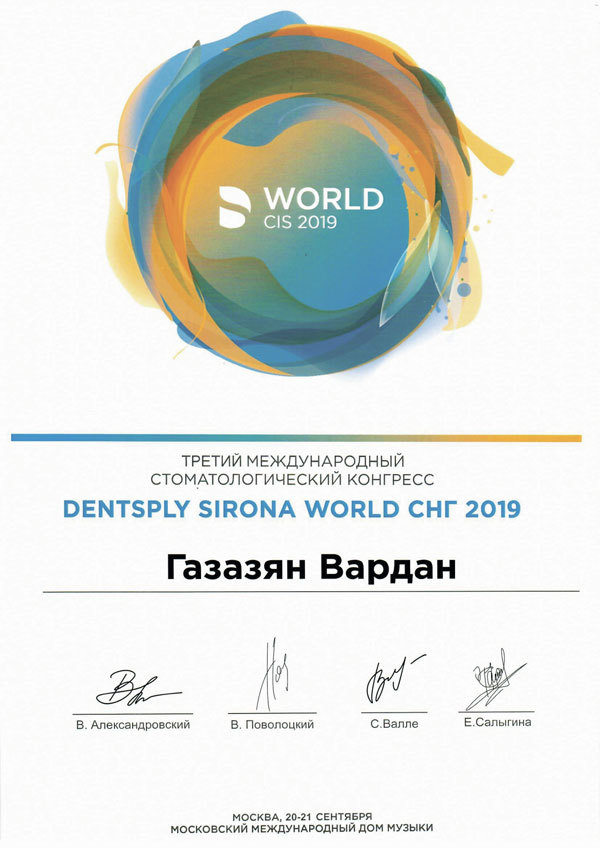 WORLD
CIS 2019
ТРЕТИЙ МЕЖДУНАРОДНЫЙ
СТОМАТОЛОГИЧЕСКИЙ КОНГРЕСС
DENTSPLY SIRONA WORLD СНГ 2019
Газазян Вардан
В. Александровский
В. Поволоцкий
С.Валле
Е.Салыгина
МОСКВА, 20-21 СЕНТЯБРЯ
МОСКОВСКИЙ МЕЖДУНАРОДНЫЙ ДОМ МУЗЫКИ